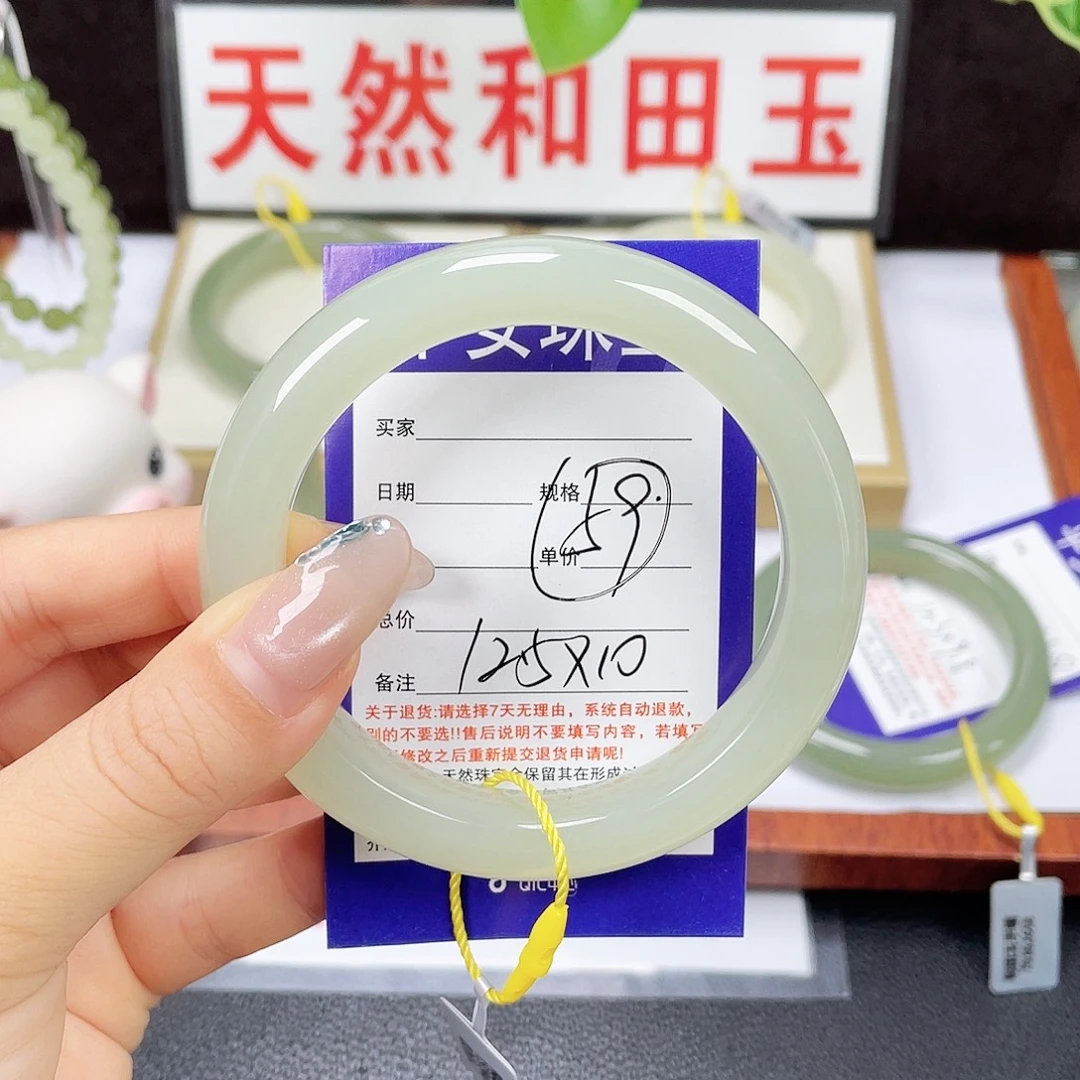 天然和田玉
买家
日期 规格
159.
单价
总价
125X10
备注
关于退货:请选择7天无理由，系统自动退款，
别的不要选!!售后说明不要填写内容，若填写
修改之后重新提交退货申请呢!
天然珠宝会保留其在形成过